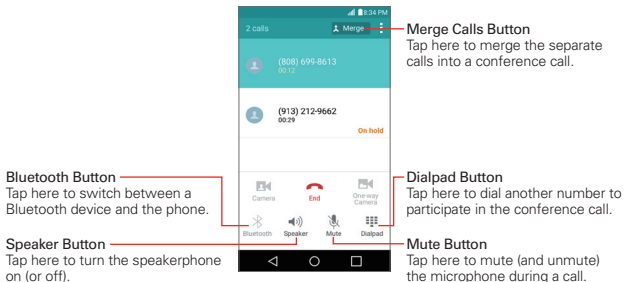 8:34 PM
2 calls
Merge
(808) 699-8613
00:12
(913) 212-9662
00:29
On hold
Camera
End
One-way
Camera
Bluetooth
Speaker
Mute
Dialpad
Merge Calls Button
Tap here to merge the separate
calls into a conference call.
Bluetooth Button
Tap here to switch between a
Bluetooth device and the phone.
Speaker Button
Tap here to turn the speakerphone
on (or off).
Dialpad Button
Tap here to dial another number to
participate in the conference call.
Mute Button
Tap here to mute (and unmute)
the microphone during a call.